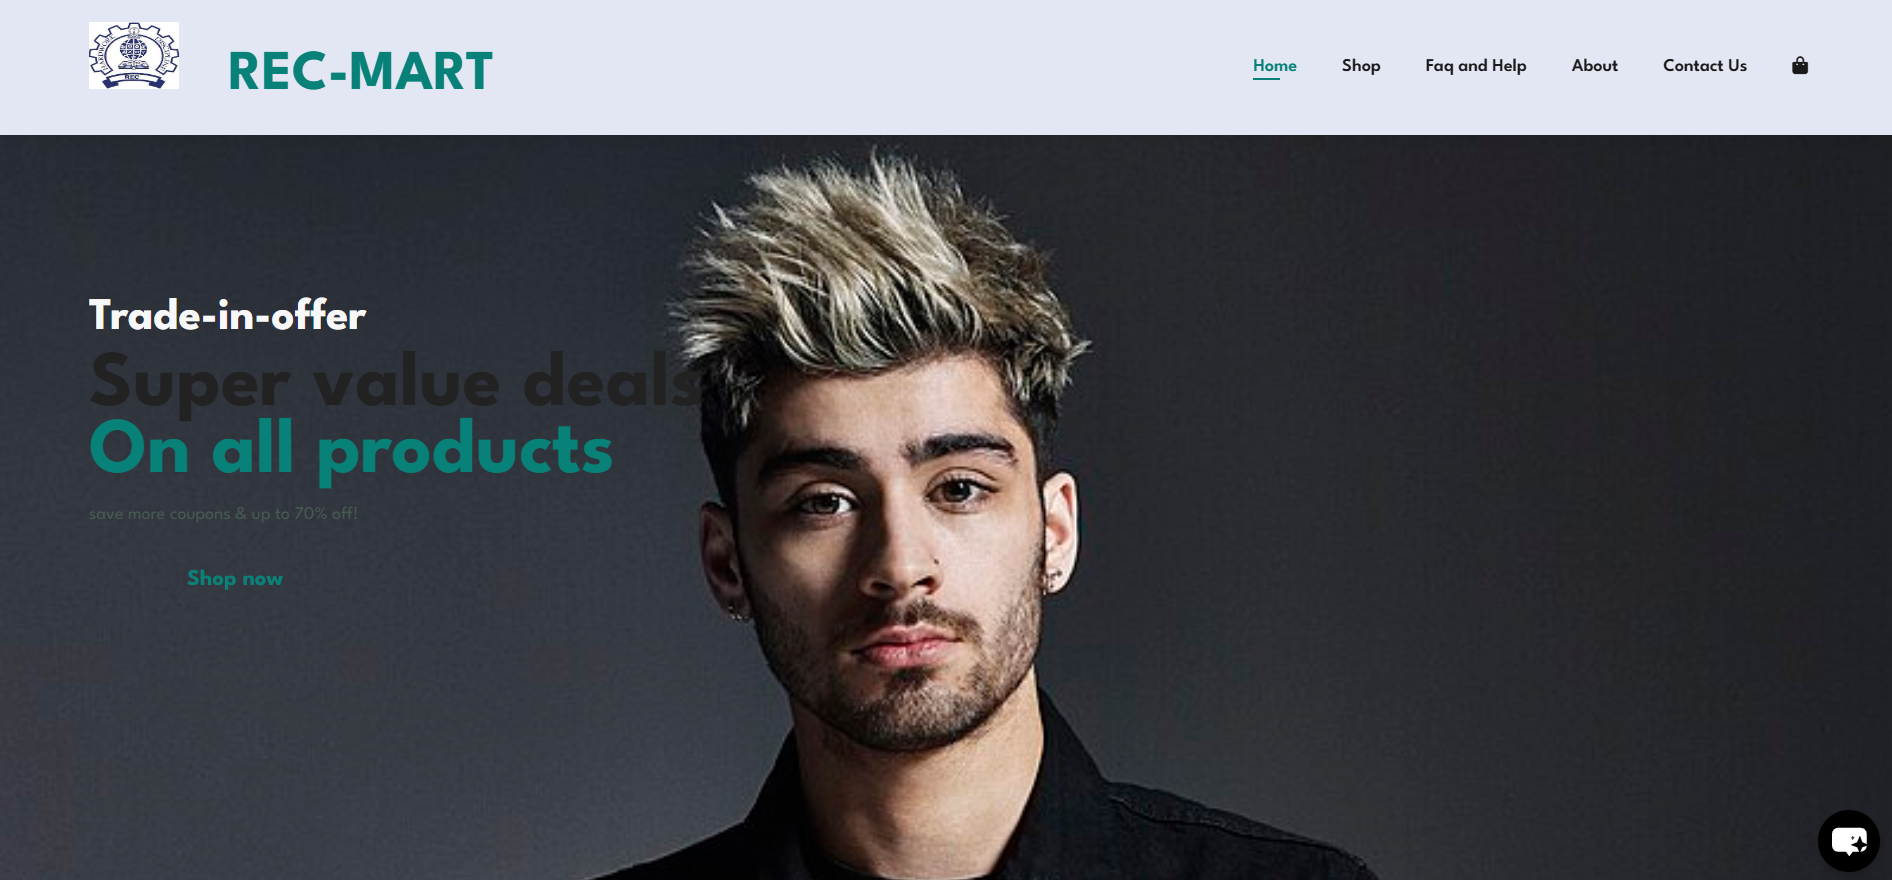 REC
REC-MART
Home
Shop
Faq and Help
About
Contact Us
Trade-in-offer
Super value deals
On all products
save more coupons & up to 70% off!
Shop now